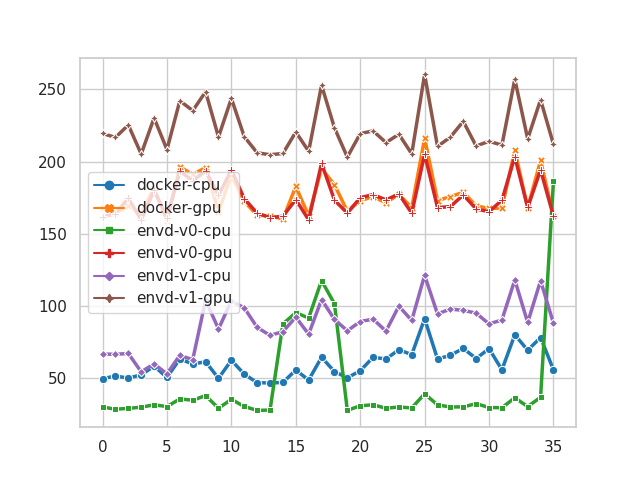 250
200
150
100
50
docker-cpu
docker-gpu
envd-v0-cpu
envd-v0-gpu
envd-v1-cpu
envd-v1-gpu
0 5 10 15 20 25 30 35